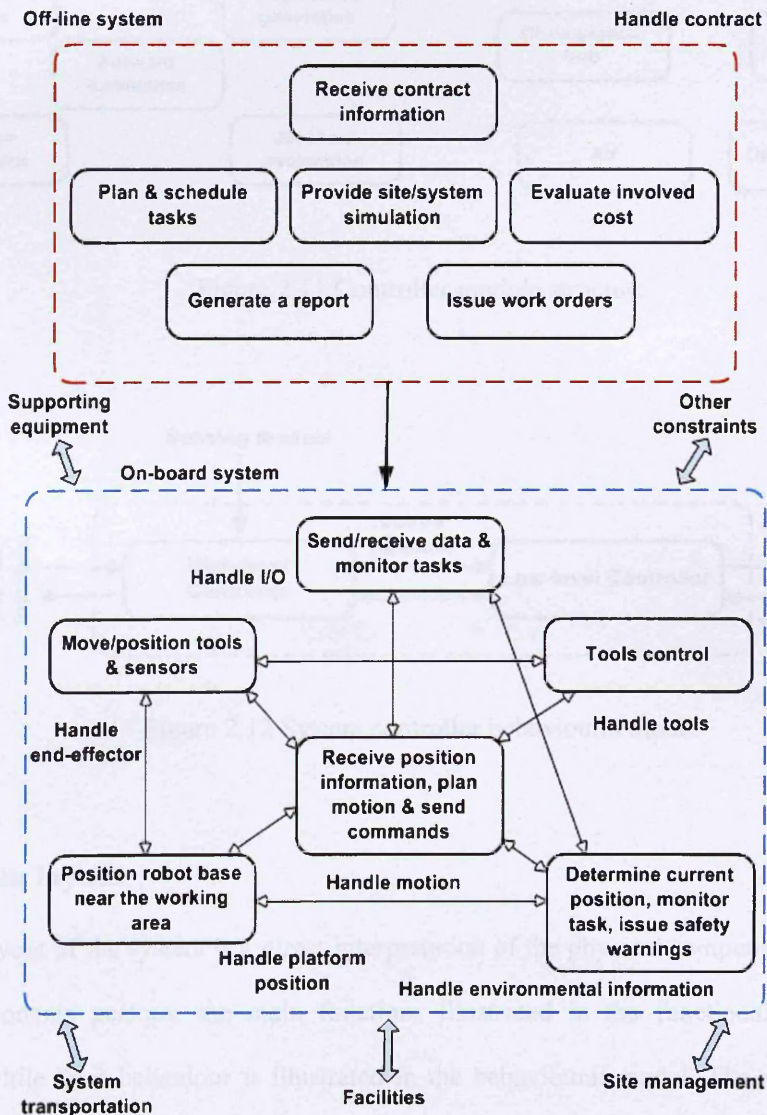 Off-line system
Handle contract
Receive contract
information
Plan & schedule
tasks
Provide site/system
simulation
Evaluate involved
cost
Generate a report
Issue work orders
Supporting
equipment
Other
constraints
On-board system
Send/receive data &
monitor tasks
Handle I/O
Move/position tools
& sensors
Tools control
Handle
end-effector
Handle tools
Receive position
information, plan
motion & send
commands
Position robot base
near the working
area
Handle motion
Determine current
position, monitor
task, issue safety
warnings
Handle platform
position
Handle environmental information
System
transportation
Facilities
Site management